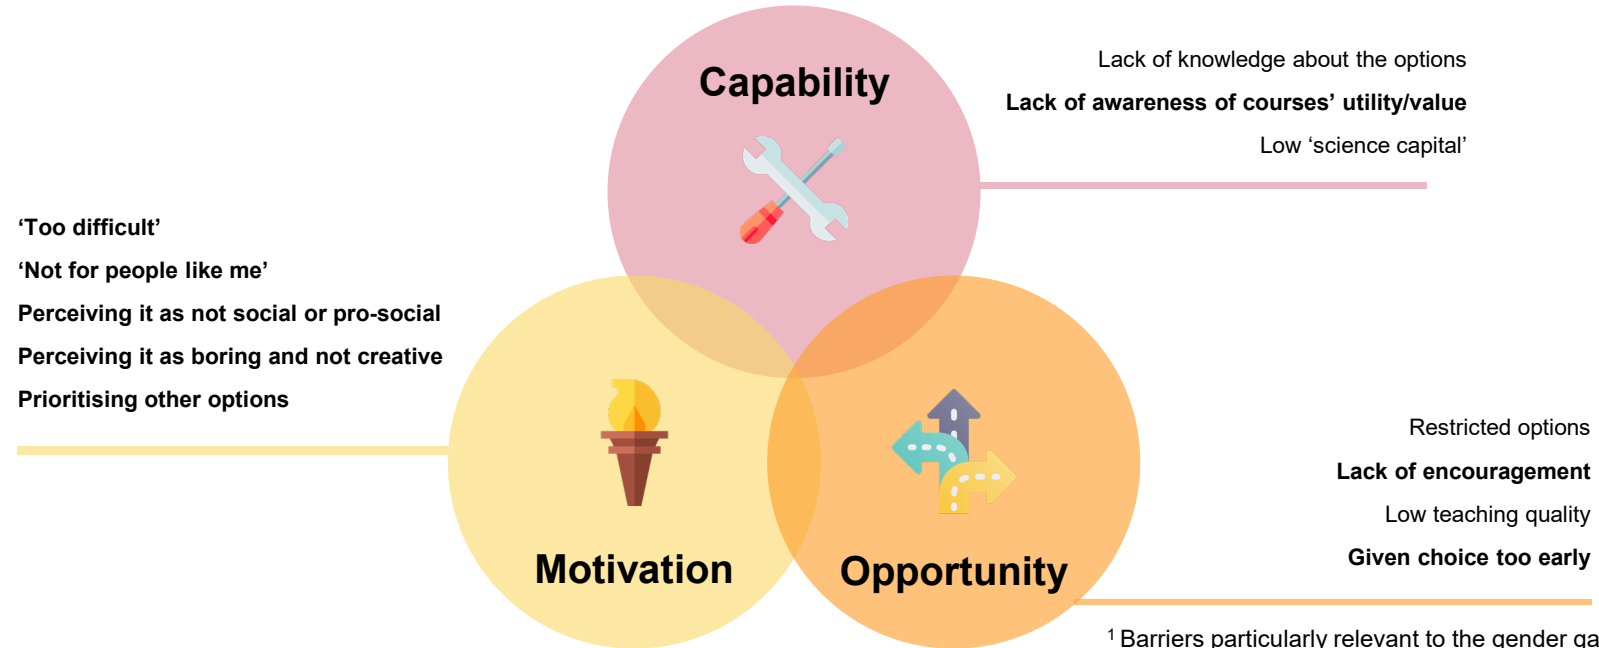 Capability
Lack of knowledge about the options
Lack of awareness of courses’ utility/value
Low ‘science capital’
‘Too difficult’
‘Not for people like me’
Perceiving it as not social or pro-social
Perceiving it as boring and not creative
Prioritising other options
Motivation
Opportunity
Restricted options
Lack of encouragement
Low teaching quality
Given choice too early
¹ Barriers particularly relevant to the gender